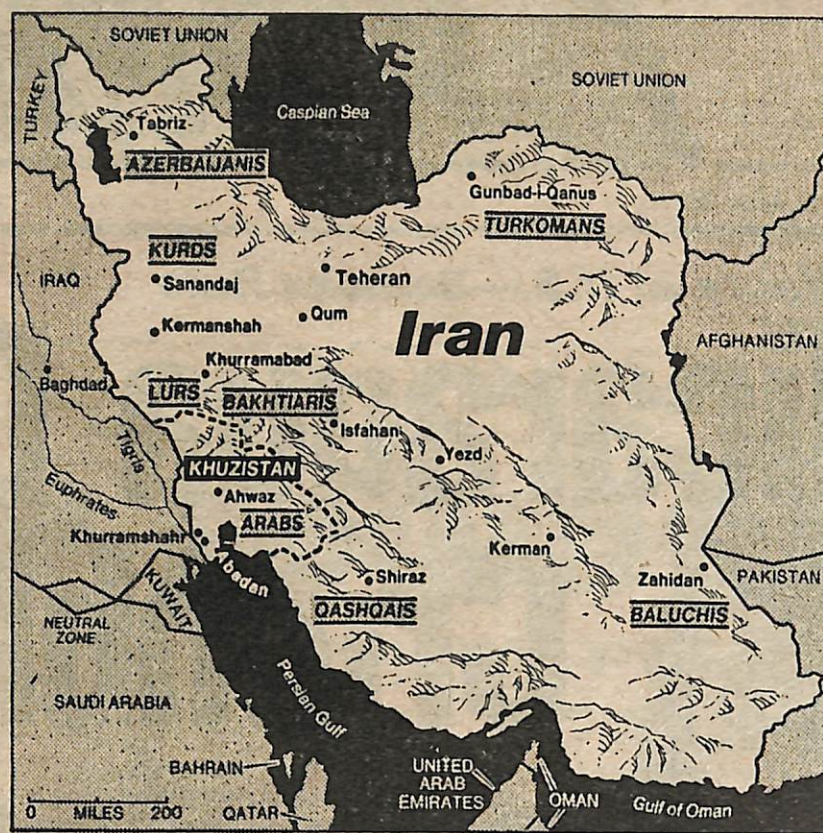 SOVIET UNION
SOVIET UNION
TURKEY
Caspian Sea
Tabriz
AZERBAIJANIS
Gunbad-i-Qanus
TURKOMANS
KURDS
IRAQ
Sanandaj
Teheran
Kermanshah
Qum
Iran
AFGHANISTAN
Baghdad
Khurramabad
LURS
BAKHTIARIS
Isfahan
Yezd
Tigris
KHUZISTAN
Euphrates
Ahwaz
ARABS
Khurramshahr
Abadan
Kerman
KUWAIT
Shiraz
Zahidan
PAKISTAN
NEUTRAL
ZONE
QASHQAIS
BALUCHIS
SAUDI ARABIA
Persian Gulf
BAHRAIN
UNITED
ARAB
EMIRATES
OMAN
Gulf of Oman
0 MILES 200
QATAR